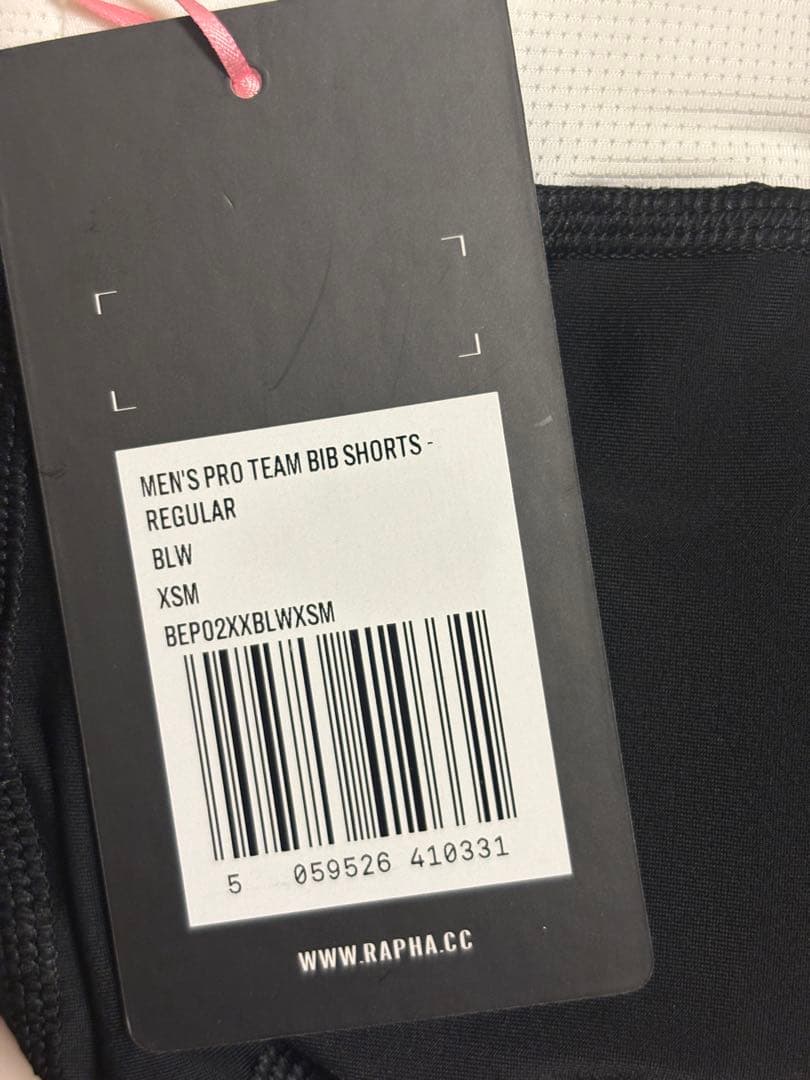 MEN'S PRO TEAM BIB SHORTS -
REGULAR
BLW
XSM
BEP02XXBLWXSM
5 059526 410331
WWW.RAPHA.CC